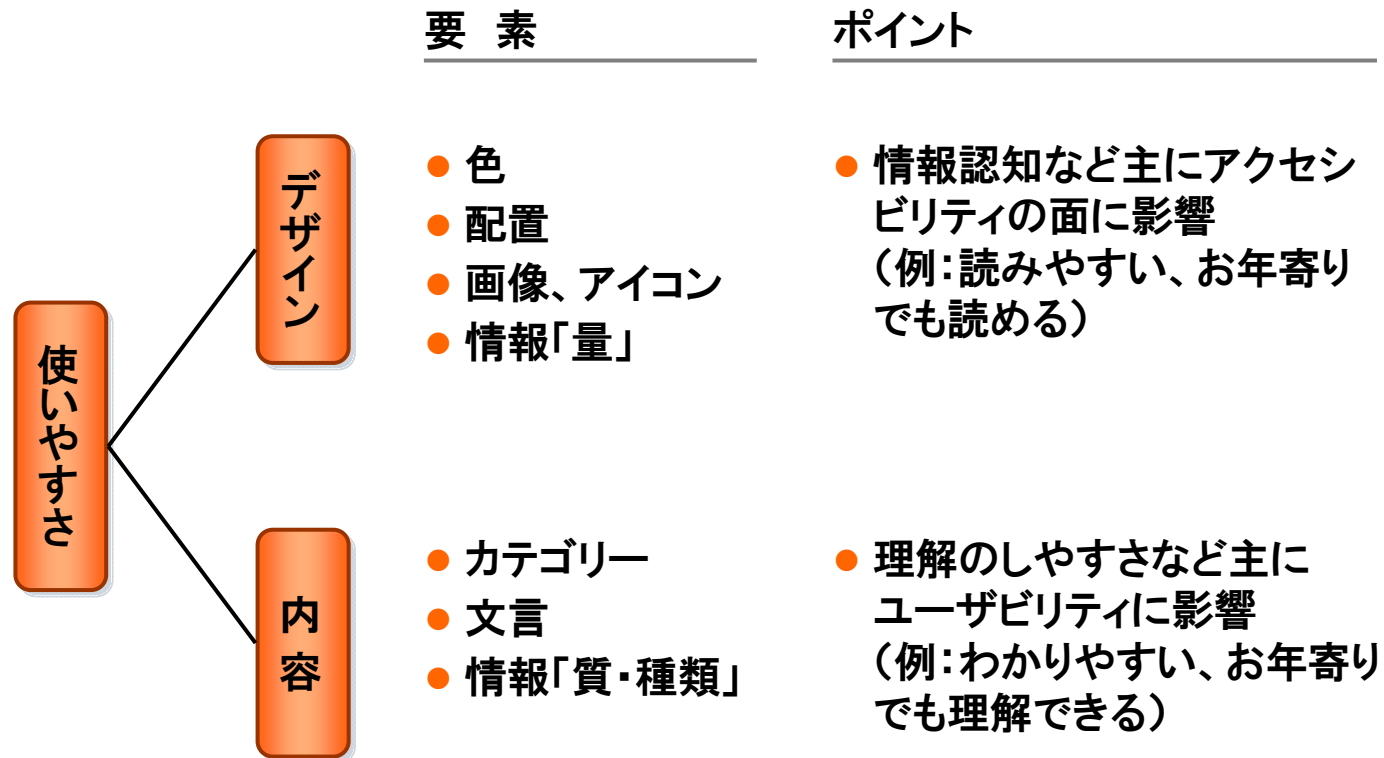 要 素
ポイント
使いやすさ
デザイン
● 色
● 配置
● 画像、アイコン
● 情報「量」
● 情報認知など主にアクセシ
ビリティの面に影響
（例：読みやすい、お年寄り
でも読める）
内容
● カテゴリー
● 文言
● 情報「質・種類」
● 理解のしやすさなど主に
ユーザビリティに影響
（例：わかりやすい、お年寄り
でも理解できる）